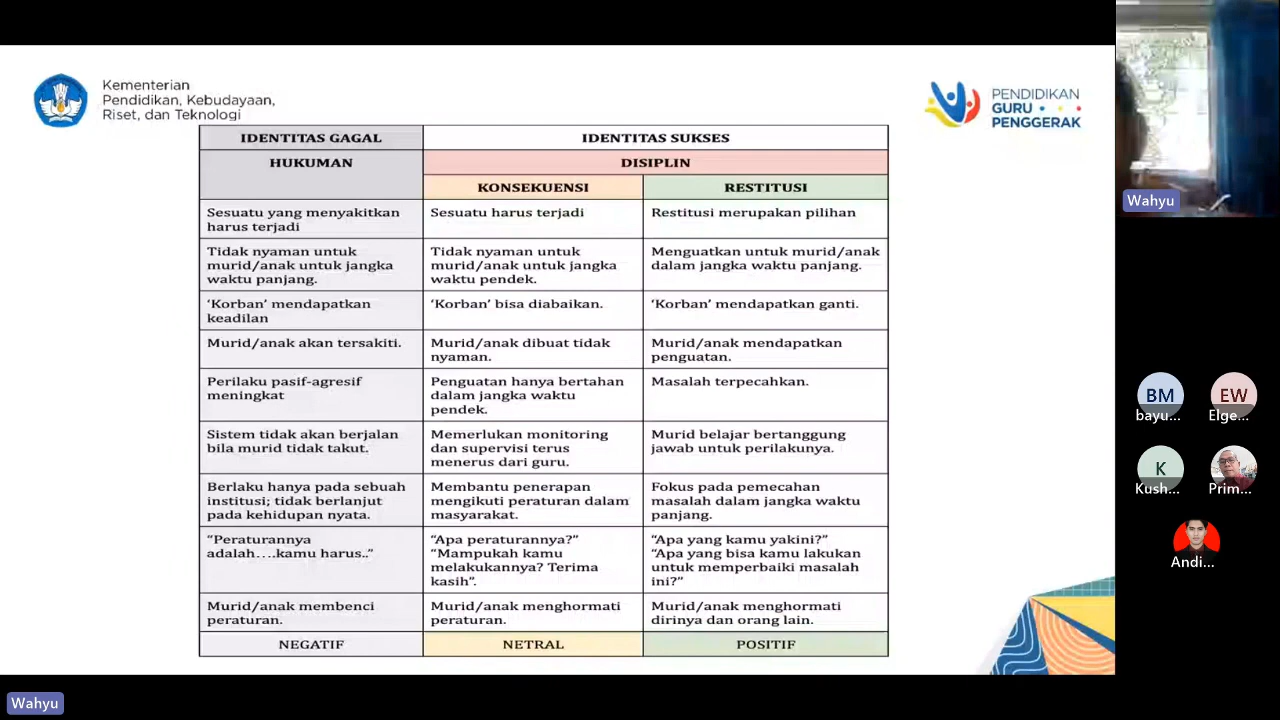 Kementerian
Pendidikan, Kebudayaan,
Riset, dan Teknologi
PENDIDIKAN
GURU
PENGGERAK
IDENTITAS GAGAL
IDENTITAS SUKSES
HUKUMAN
DISIPLIN
KONSEKUENSI
RESTITUSI
Sesuatu yang menyakitkan
harus terjadi
Sesuatu harus terjadi
Restitusi merupakan pilihan
Tidak nyaman untuk
murid/anak untuk jangka
waktu panjang.
Tidak nyaman untuk
murid/anak untuk jangka
waktu pendek.
Menguatkan untuk murid/anak
dalam jangka waktu panjang.
‘Korban’ mendapatkan
keadilan
‘Korban’ bisa diabaikan.
‘Korban’ mendapatkan ganti.
Murid/anak akan tersakiti.
Murid/anak dibuat tidak
nyaman.
Murid/anak mendapatkan
penguatan.
Perilaku pasif-agresif
meningkat
Penguatan hanya bertahan
dalam jangka waktu
pendek.
Masalah terpecahkan.
Sistem tidak akan berjalan
bila murid tidak takut.
Memerlukan monitoring
dan supervisi terus
menerus dari guru.
Murid belajar bertanggung
jawab untuk perilakunya.
Berlaku hanya pada sebuah
institusi; tidak berlanjut
pada kehidupan nyata.
Membantu penerapan
mengikuti peraturan dalam
masyarakat.
Fokus pada pemecahan
masalah dalam jangka waktu
panjang.
“Peraturannya
adalah….kamu harus..”
“Apa peraturannya?”
“Mampukah kamu
melakukannya? Terima
kasih”.
“Apa yang kamu yakini?”
“Apa yang bisa kamu lakukan
untuk memperbaiki masalah
ini?”
Murid/anak membenci
peraturan.
Murid/anak menghormati
peraturan.
Murid/anak menghormati
dirinya dan orang lain.
NEGATIF
NETRAL
POSITIF
Wahyu
BM
bayu...
EW
Elge...
K
Kush...
Prim...
Andi...
Wahyu